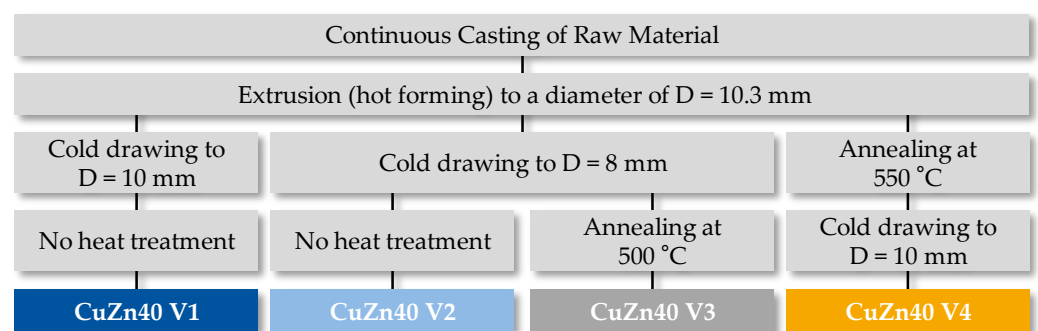 Continuous Casting of Raw Material
Extrusion (hot forming) to a diameter of D = 10.3 mm
Cold drawing to
D = 10 mm
Cold drawing to D = 8 mm
Annealing at
550 °C
No heat treatment
No heat treatment
Annealing at
500 °C
Cold drawing to
D = 10 mm
CuZn40 V1
CuZn40 V2
CuZn40 V3
CuZn40 V4